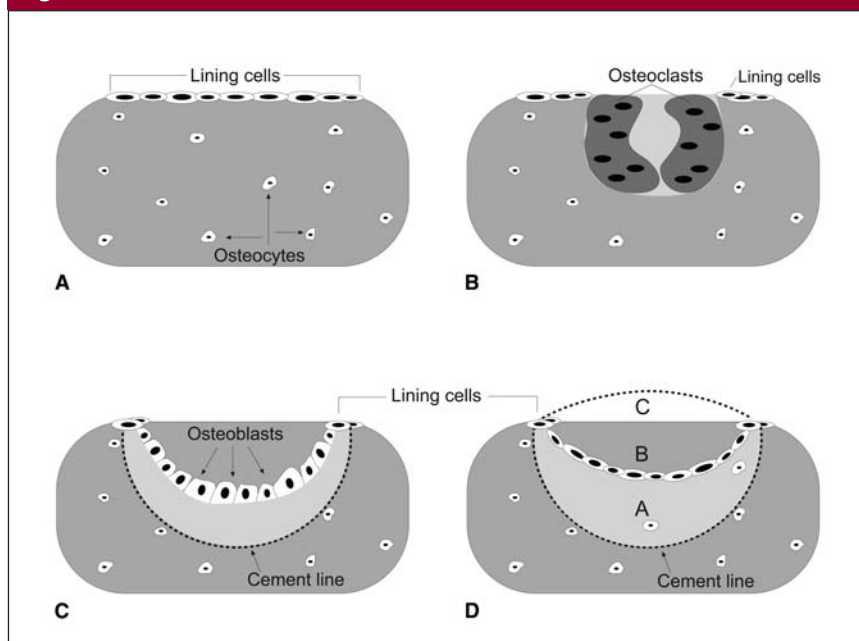 Lining cells
Osteocytes
A
Osteoclasts
Lining cells
B
Lining cells
Osteoblasts
Cement line
C
C
B
A
Cement line
D